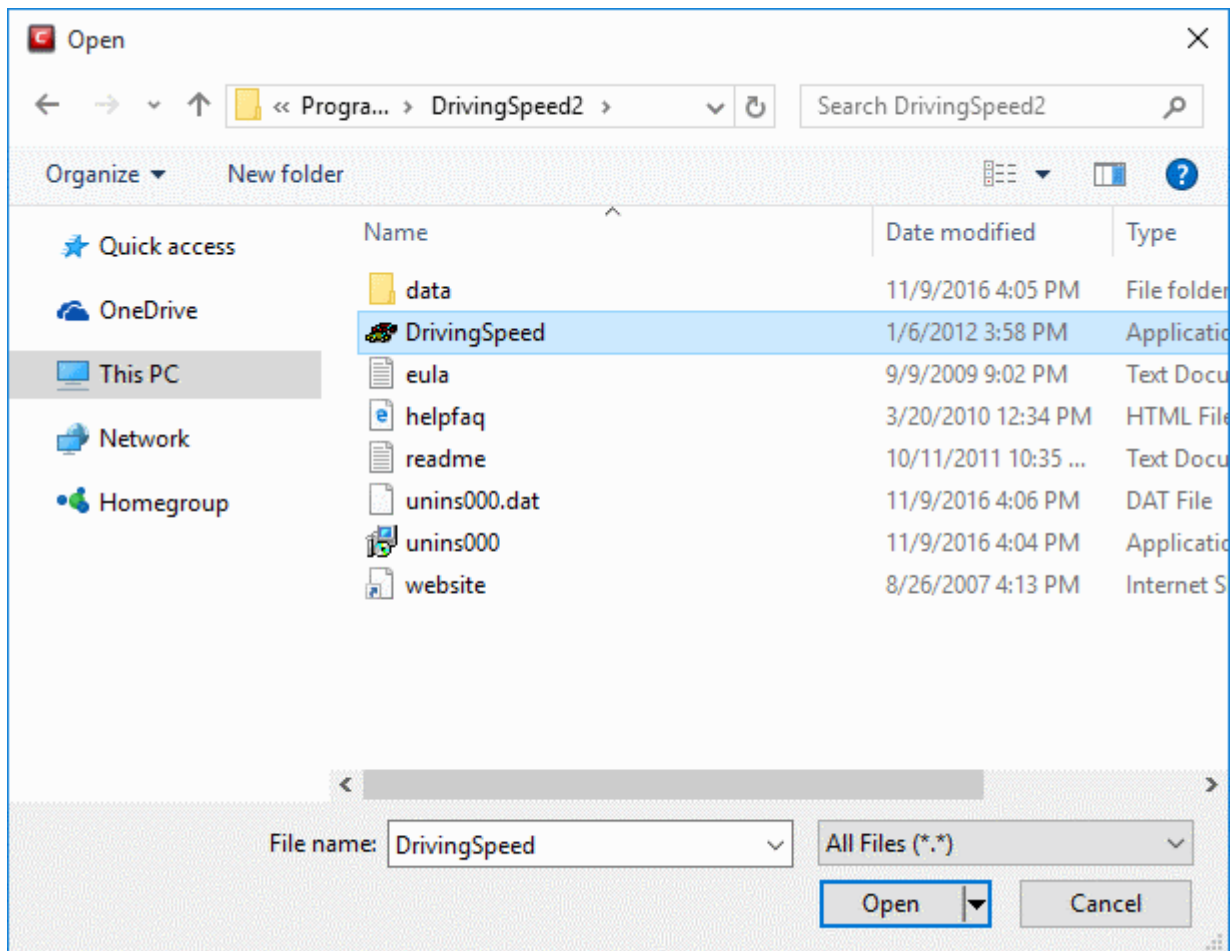 Open
« Progra... > DrivingSpeed2 > Search DrivingSpeed2
Organize New folder
Quick access
OneDrive
This PC
Network
Homegroup
Name Date modified Type
data 11/9/2016 4:05 PM File folder
DrivingSpeed 1/6/2012 3:58 PM Applicatio
eula 9/9/2009 9:02 PM Text Docu
helpfaq 3/20/2010 12:34 PM HTML File
readme 10/11/2011 10:35 ... Text Docu
unins000.dat 11/9/2016 4:06 PM DAT File
unins000 11/9/2016 4:04 PM Applicatio
website 8/26/2007 4:13 PM Internet S
File name: DrivingSpeed All Files (*.*)
Open Cancel